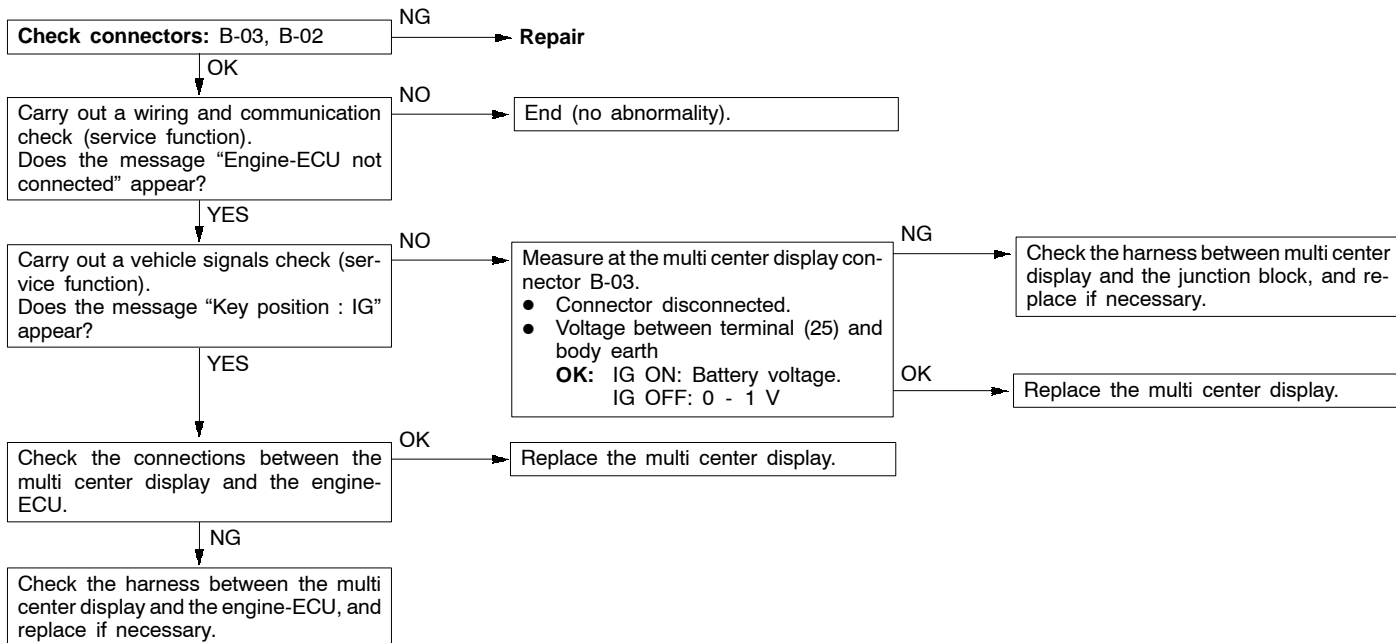 Check connectors: B-03, B-02
NG
Repair
OK
Carry out a wiring and communication
check (service function).
Does the message “Engine-ECU not
connected” appear?
NO
End (no abnormality).
YES
Carry out a vehicle signals check (ser-
vice function).
Does the message “Key position : IG”
appear?
NO
Measure at the multi center display con-
nector B-03.
● Connector disconnected.
● Voltage between terminal (25) and
body earth
OK: IG ON: Battery voltage.
IG OFF: 0 - 1 V
NG
Check the harness between multi center
display and the junction block, and re-
place if necessary.
OK
Replace the multi center display.
YES
Check the connections between the
multi center display and the engine-
ECU.
OK
Replace the multi center display.
NG
Check the harness between the multi
center display and the engine-ECU, and
replace if necessary.